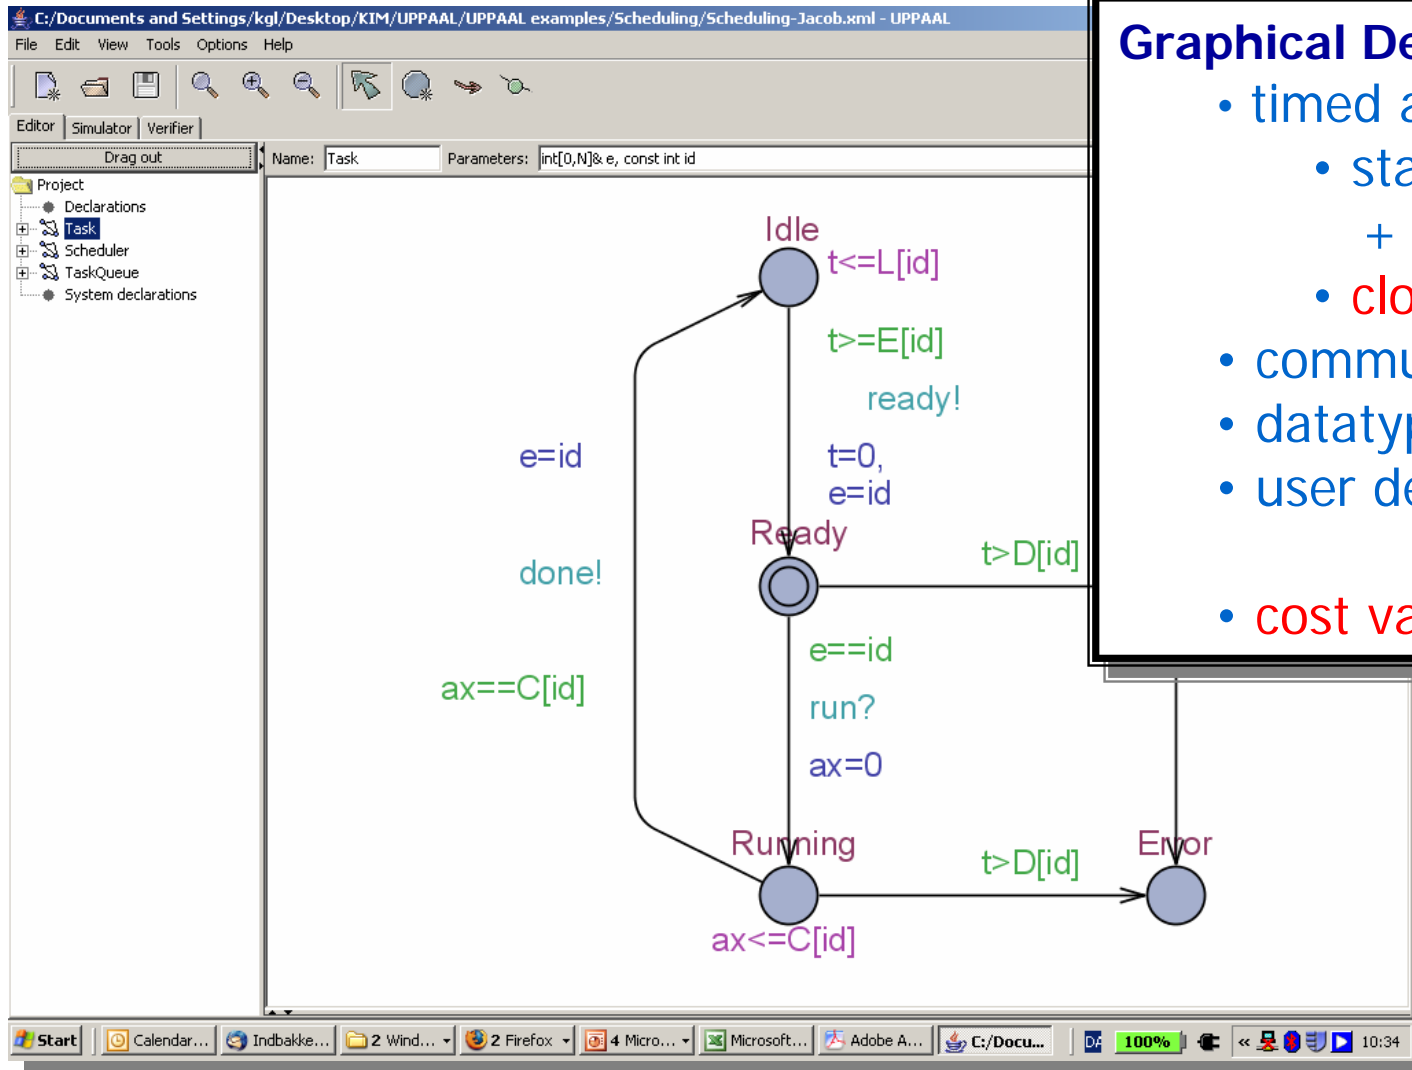 C:/Documents and Settings/kgl/Desktop/KIM/UPPAAL/UPPAAL examples/Scheduling/Scheduling-Jacob.xml - UPPAAL
File Edit View Tools Options Help
Editor Simulator Verifier
Drag out
Name: Task Parameters: int[0,N]& e, const int id
Project
Declarations
Task
Scheduler
TaskQueue
System declarations
Idle
t<=L[id]
t>=E[id]
ready!
e=id
t=0,
e=id
Ready
t>D[id]
done!
e==id
ax==C[id]
run?
ax=0
Running
t>D[id]
Error
ax<=C[id]
Graphical De
• timed a
• sta
+
• clo
• commu
• datatyp
• user de
• cost va
Start Calendar... Indbakke... 2 Wind... 2 Firefox 4 Micro... Microsoft... Adobe A... C:/Docu... DA 100% « 10:34